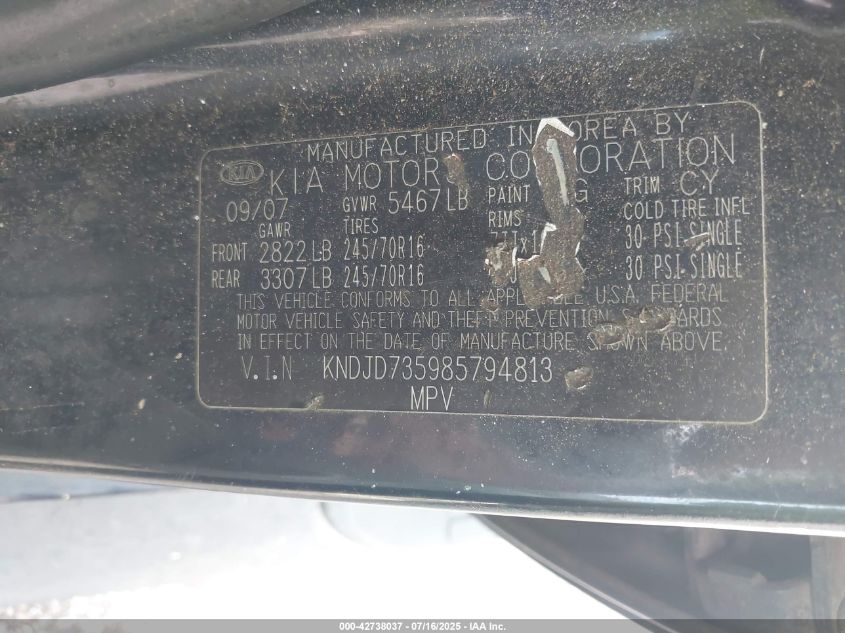 MANUFACTURED IN KOREA BY
KIA KIA MOTOR CORPORATION
09/07 GVWR 5467LB PAINT TRIM CY
GAWR TIRES RIMS COLD TIRE INFL
FRONT 2822LB 245/70R16 30 PSI SINGLE
REAR 3307LB 245/70R16 30 PSI SINGLE
THIS VEHICLE CONFORMS TO ALL APPLICABLE U.S.A. FEDERAL
MOTOR VEHICLE SAFETY AND THEFT PREVENTION STANDARDS
IN EFFECT ON THE DATE OF MANUFACTURE SHOWN ABOVE.
V.I.N KNDJD735985794813
MPV
000-42738037 - 07/16/2025 - IAA Inc.